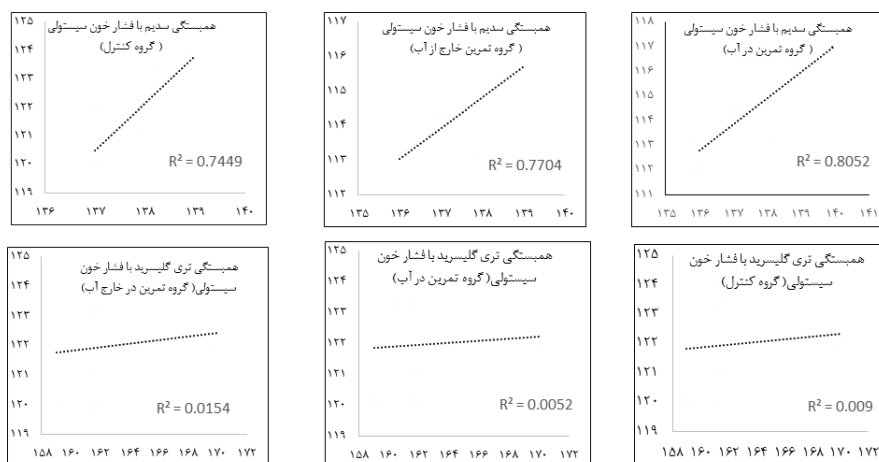 همبستگی سدیم با فشار خون سیستولی
( گروه کنترل)
۱۲۵
۱۲۴
۱۲۳
۱۲۲
۱۲۱
۱۲۰
۱۱۹
R² = 0.7449
۱۳۶ ۱۳۷ ۱۳۸ ۱۳۹ ۱۴۰
همبستگی سدیم با فشار خون سیستولی
( گروه تمرین خارج از آب)
۱۱۷
۱۱۶
۱۱۵
۱۱۴
۱۱۳
۱۱۲
R² = 0.7704
۱۳۵ ۱۳۶ ۱۳۷ ۱۳۸ ۱۳۹ ۱۴۰
همبستگی سدیم با فشار خون سیستولی
( گروه تمرین در آب)
۱۱۸
۱۱۷
۱۱۶
۱۱۵
۱۱۴
۱۱۳
۱۱۲
۱۱۱
R² = 0.8052
۱۳۵ ۱۳۶ ۱۳۷ ۱۳۸ ۱۳۹ ۱۴۰ ۱۴۱
همبستگی تری گلیسرید با فشار خون
سیستولی( گروه تمرین در خارج آب)
۱۲۵
۱۲۴
۱۲۳
۱۲۲
۱۲۱
۱۲۰
۱۱۹
R² = 0.0154
۱۵۸ ۱۶۰ ۱۶۲ ۱۶۴ ۱۶۶ ۱۶۸ ۱۷۰ ۱۷۲
همبستگی تری گلیسرید با فشار خون
سیستولی( گروه تمرین در آب)
۱۲۵
۱۲۴
۱۲۳
۱۲۲
۱۲۱
۱۲۰
۱۱۹
R² = 0.0052
۱۵۸ ۱۶۰ ۱۶۲ ۱۶۴ ۱۶۶ ۱۶۸ ۱۷۰ ۱۷۲
همبستگی تری گلیسرید با فشار خون
سیستولی( گروه کنترل)
۱۲۵
۱۲۴
۱۲۳
۱۲۲
۱۲۱
۱۲۰
۱۱۹
R² = 0.009
۱۵۸ ۱۶۰ ۱۶۲ ۱۶۴ ۱۶۶ ۱۶۸ ۱۷۰ ۱۷۲